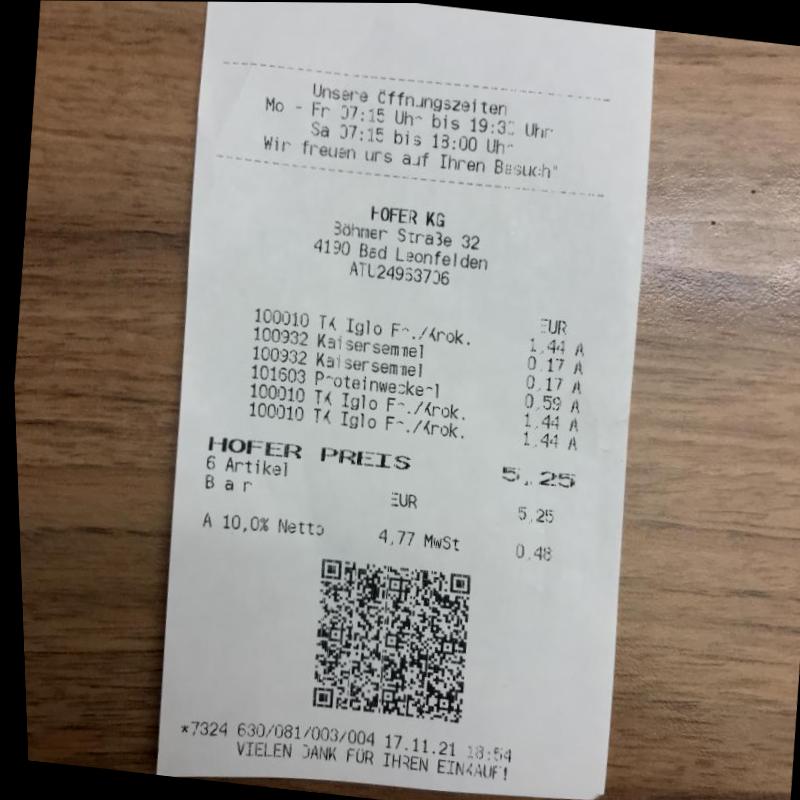 Unsere Öffnungszeiten
Mo - Fr 07:15 Uhr bis 19:30 Uhr
Sa 07:15 bis 18:00 Uhr
Wir freuen uns auf Ihren Besuch"
HOFER KG
Böhmer Straße 32
4190 Bad Leonfelden
ATU24953706
EUR
100010 TK Iglo Fr./Krok. 1,44 A
100932 Kaisersemmel 0,17 A
100932 Kaisersemmel 0,17 A
101603 Proteinweckerl 0,59 A
100010 TK Iglo Fr./Krok. 1,44 A
100010 TK Iglo Fr./Krok. 1,44 A
HOFER PREIS 5,25
6 Artikel
Bar EUR 5,25
A 10,0% Netto 4,77 MwSt 0,48
*7324 630/081/003/004 17.11.21 18:54
VIELEN DANK FÜR IHREN EINKAUF!